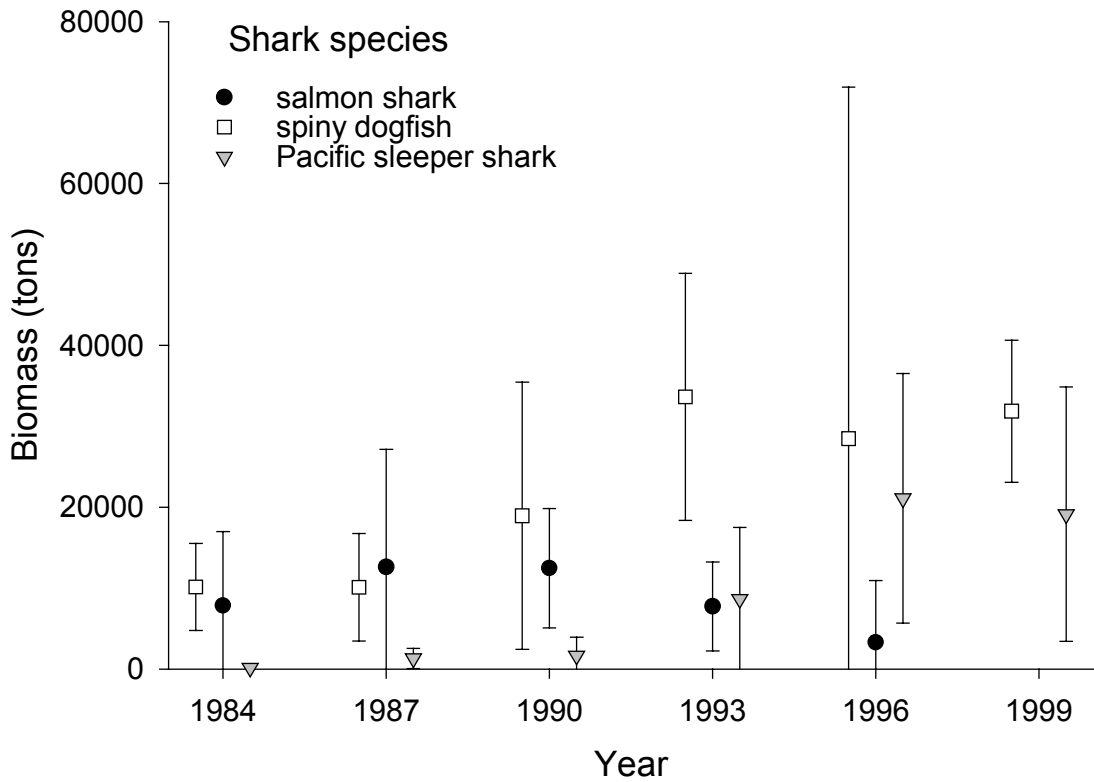 Shark species
salmon shark
spiny dogfish
Pacific sleeper shark
Biomass (tons)
80000
60000
40000
20000
0
1984 1987 1990 1993 1996 1999
Year